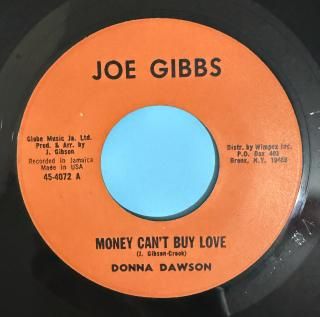 JOE GIBBS
Globe Music Ja. Ltd.
Prod. & Arr. by
J. Gibson
Recorded in Jamaica
Made in USA
45-4072 A
Distr. by Wimpex Inc.
P.O. Box 403
Bronx, N.Y.
MONEY CAN'T BUY LOVE
(J. Gibson-Crook)
DONNA DAWSON